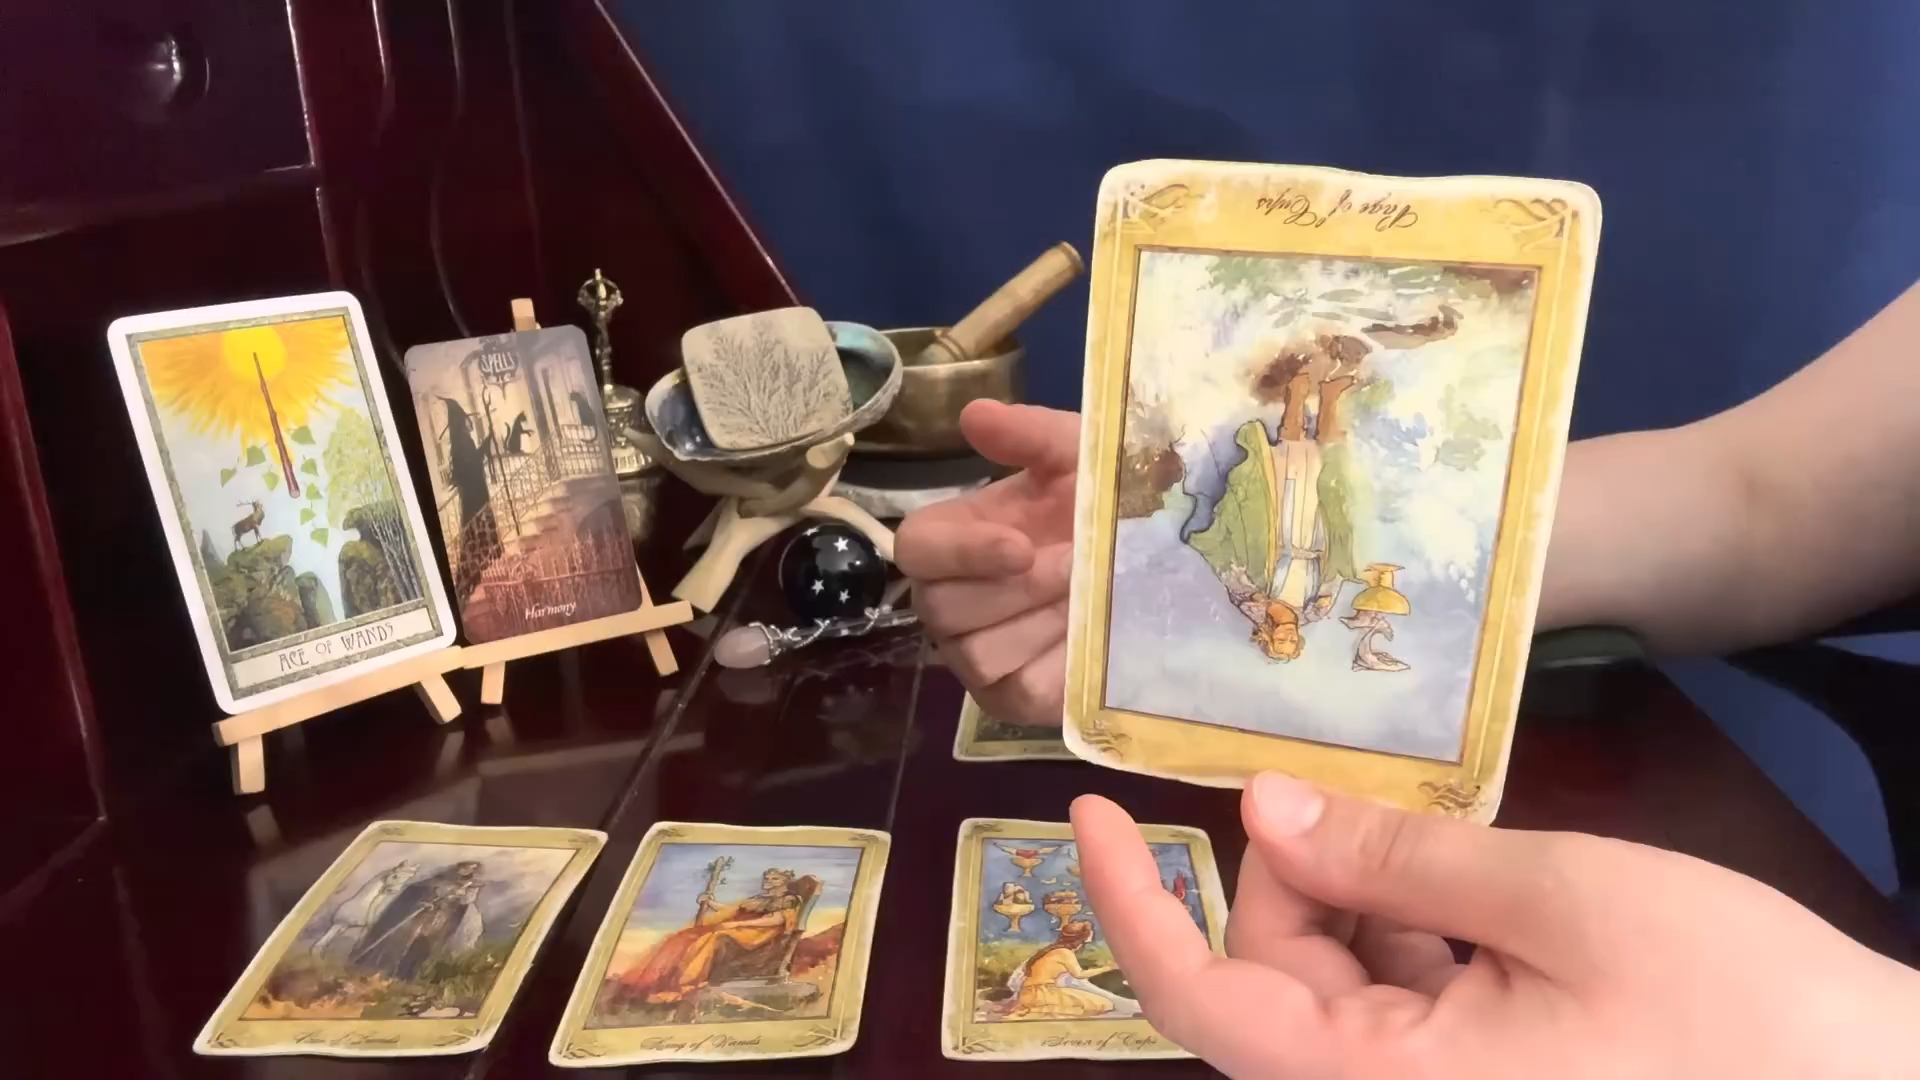 Page of Cups
SPELLS
Harmony
ACE OF WANDS
King of Wands
Seven of Cups